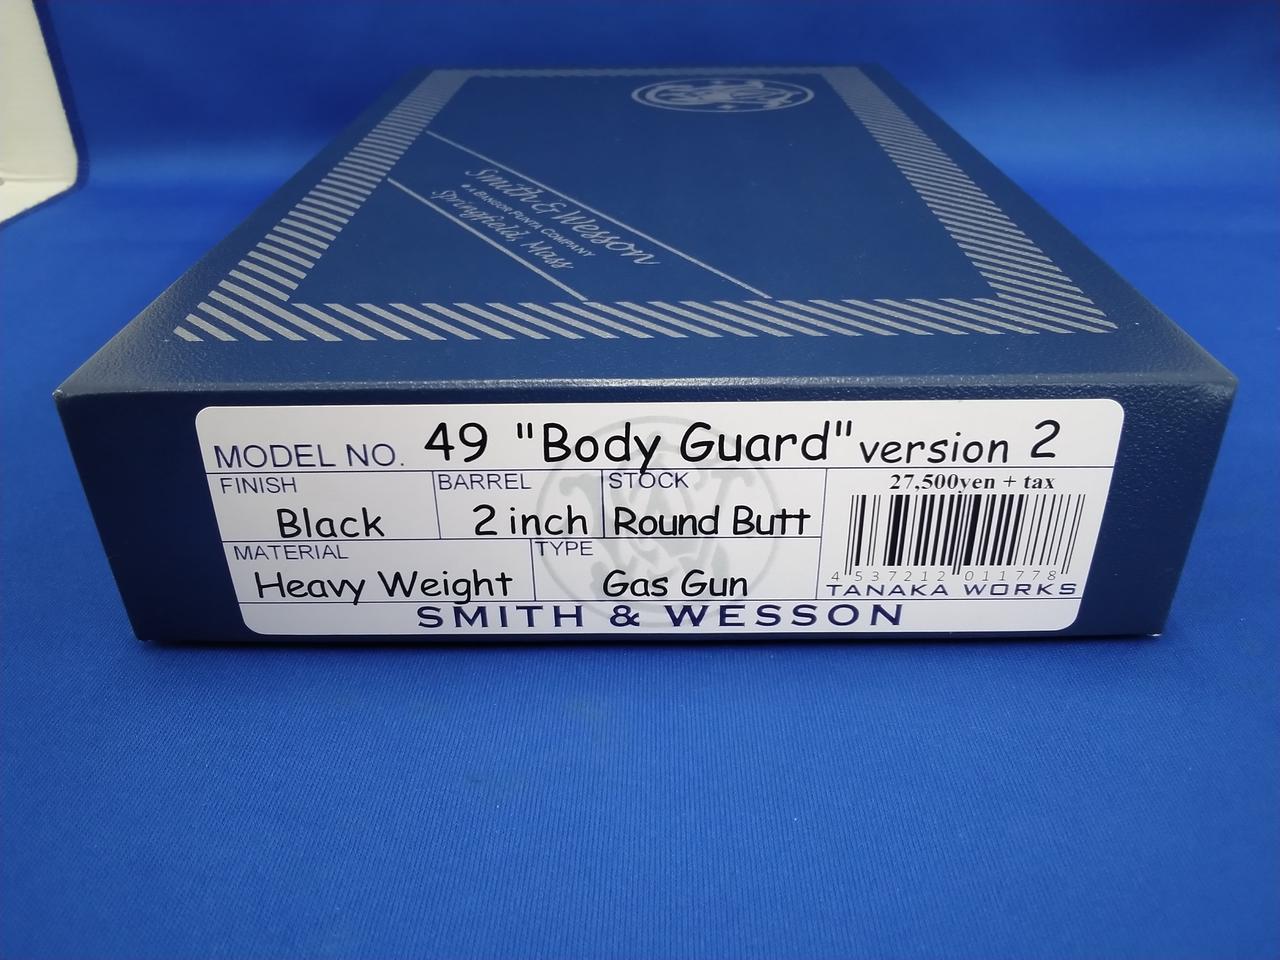 Smith & Wesson
A BANGOR PUNTA COMPANY
Springfield, Mass
MODEL NO. 49 "Body Guard" version 2
FINISH BARREL STOCK 27,500yen + tax
Black 2 inch Round Butt
MATERIAL TYPE
4 537212 011778
Heavy Weight Gas Gun TANAKA WORKS
SMITH & WESSON